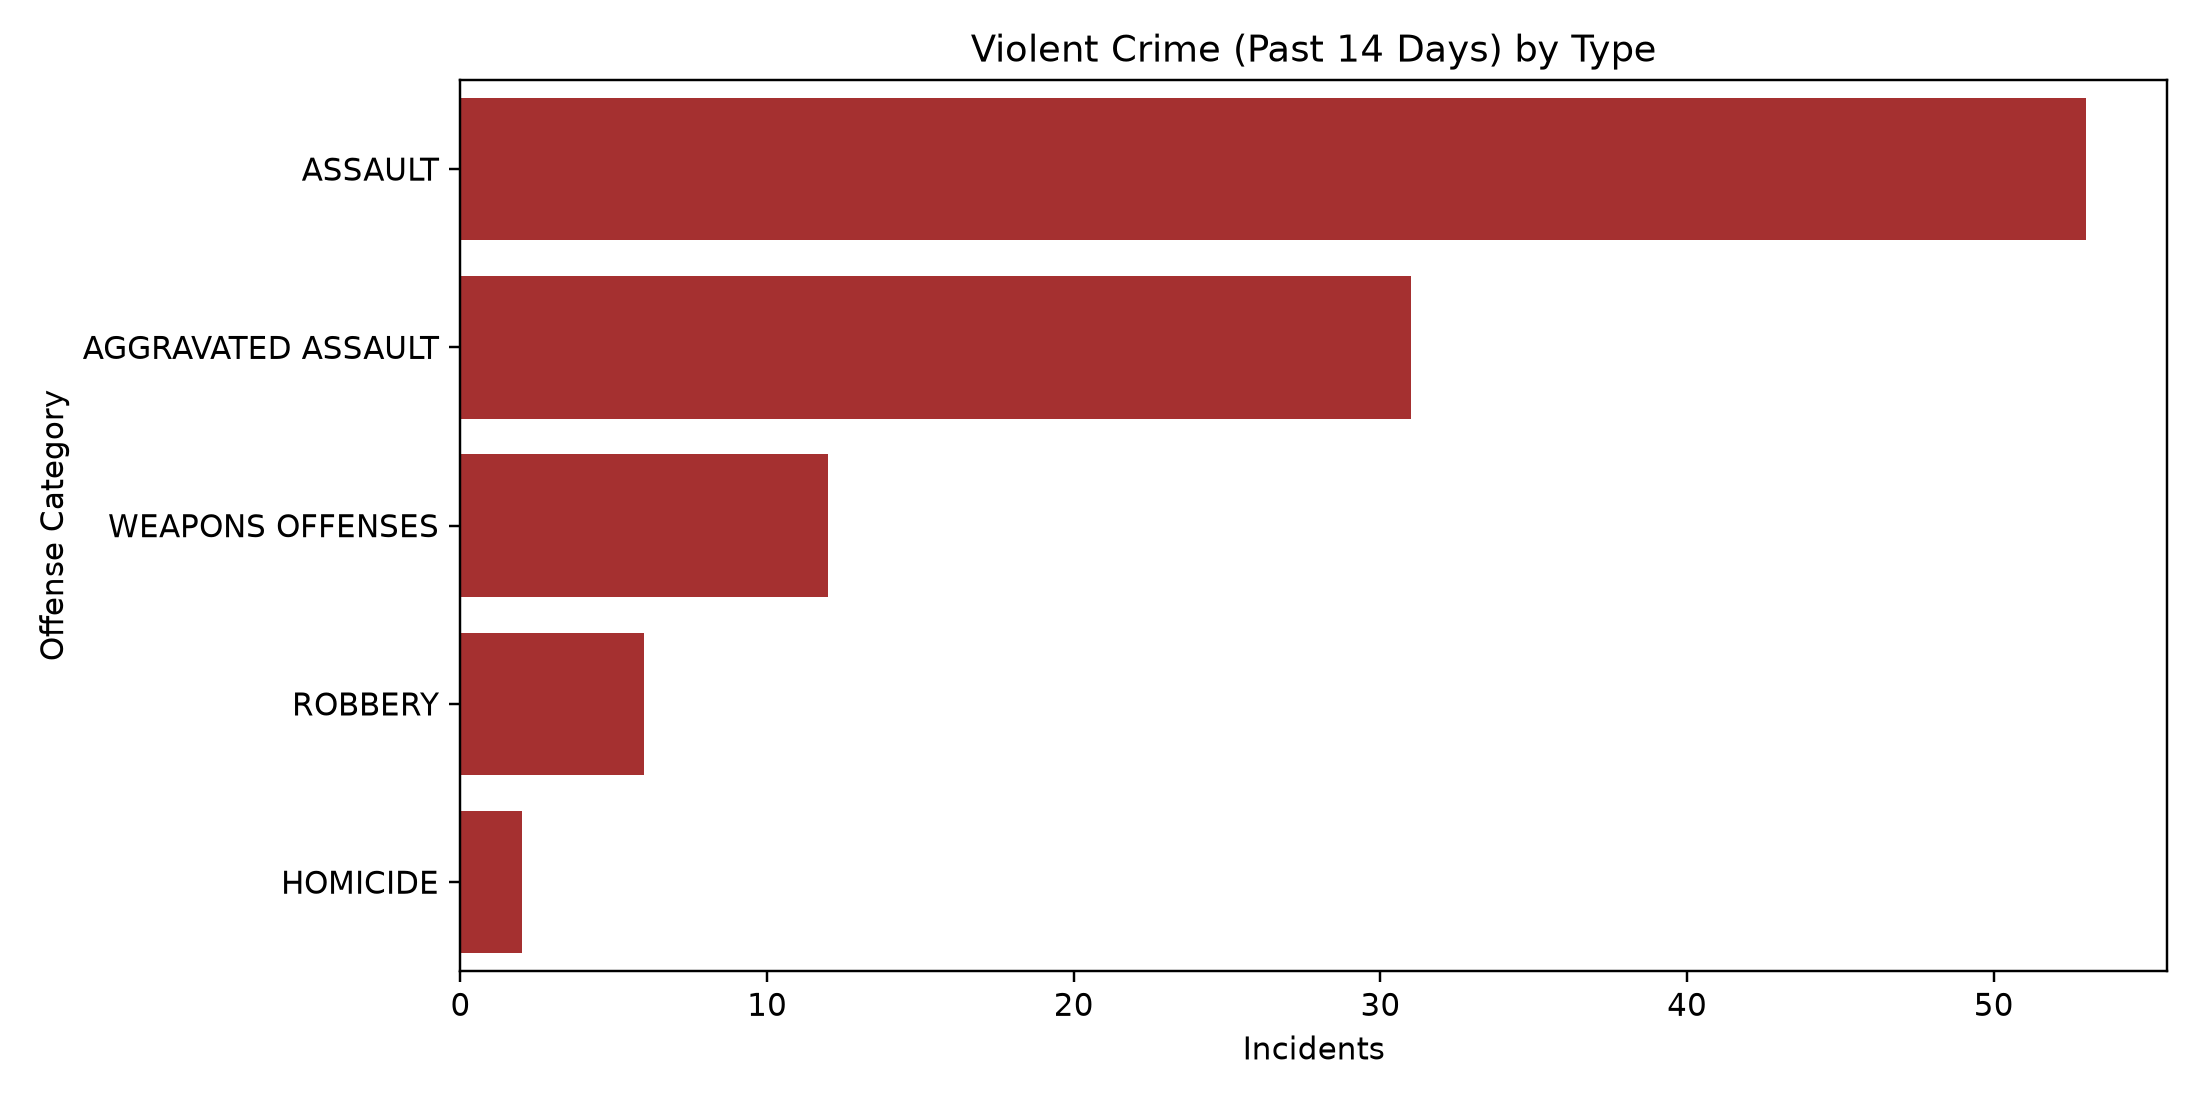 Violent Crime (Past 14 Days) by Type
Offense Category
ASSAULT
AGGRAVATED ASSAULT
WEAPONS OFFENSES
ROBBERY
HOMICIDE
0 10 20 30 40 50
Incidents